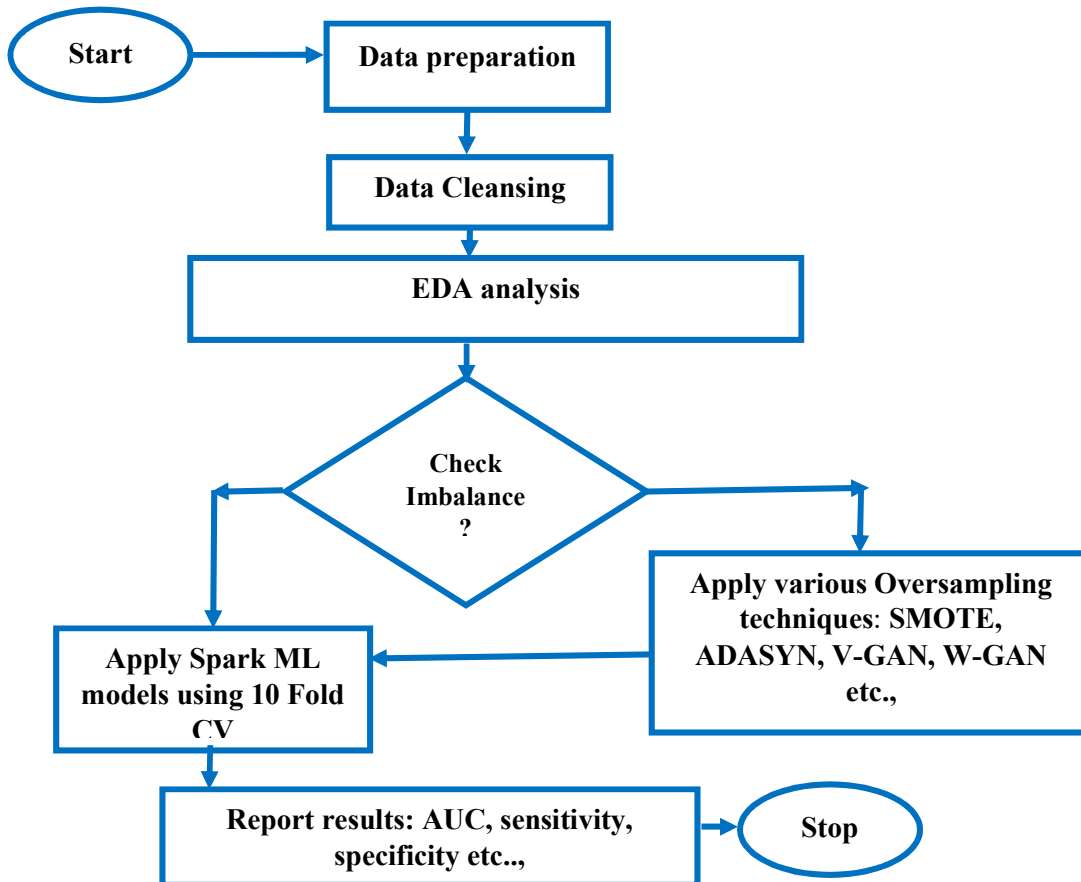 Start
Data preparation
Data Cleansing
EDA analysis
Check
Imbalance
?
Apply various Oversampling
techniques: SMOTE,
ADASYN, V-GAN, W-GAN
etc.,
Apply Spark ML
models using 10 Fold
CV
Report results: AUC, sensitivity,
specificity etc..,
Stop